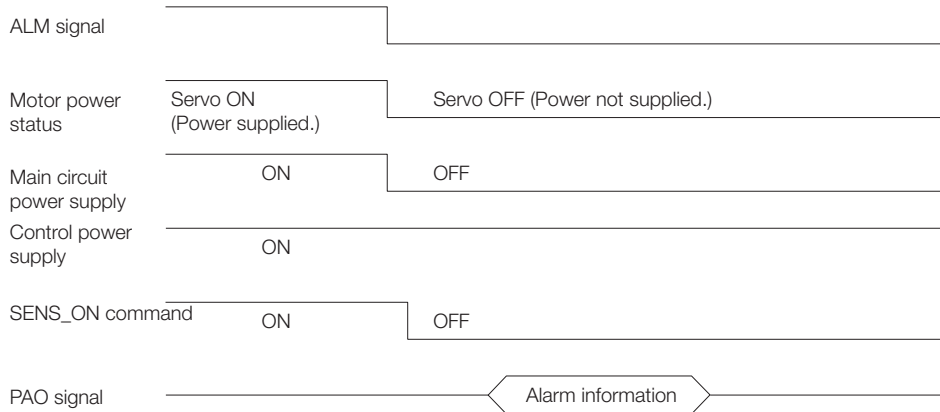 ALM signal
Motor power
status
Servo ON
(Power supplied.)
Servo OFF (Power not supplied.)
Main circuit
power supply
ON
OFF
Control power
supply
ON
SENS_ON command
ON
OFF
PAO signal
Alarm information